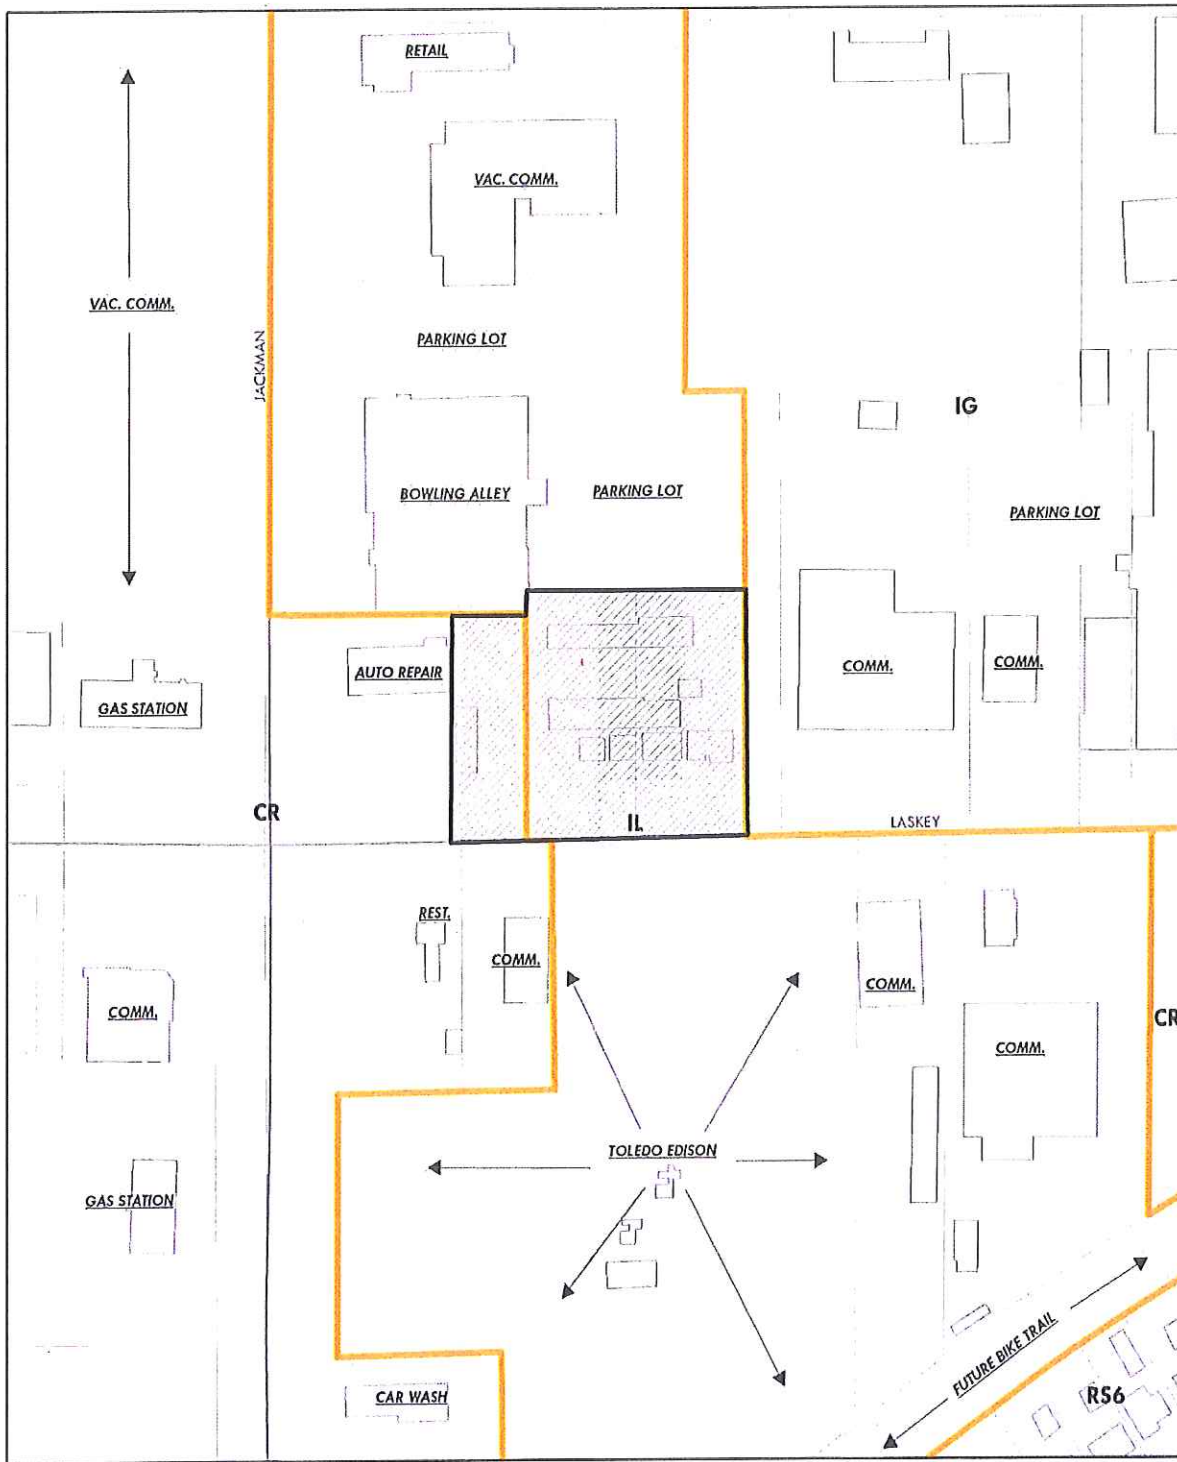 RETAIL
VAC. COMM.
VAC. COMM.
JACKMAN
PARKING LOT
IG
BOWLING ALLEY
PARKING LOT
PARKING LOT
AUTO REPAIR
COMM.
COMM.
GAS STATION
CR
IL
LASKEY
REST.
COMM.
COMM.
COMM.
CR
COMM.
TOLEDO EDISON
GAS STATION
FUTURE BIKE TRAIL
CAR WASH
RS6